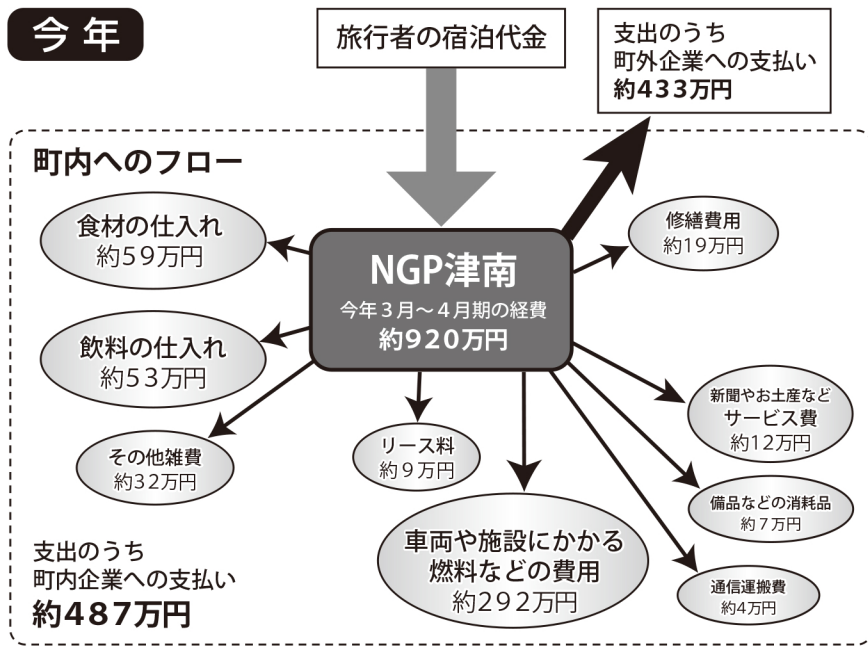 今年
旅行者の宿泊代金
支出のうち
町外企業への支払い
約433万円
町内へのフロー
食材の仕入れ
約59万円
修繕費用
約19万円
NGP津南
今年3月～4月期の経費
約920万円
飲料の仕入れ
約53万円
新聞やお土産など
サービス費
約12万円
その他雑費
約32万円
リース料
約9万円
備品などの消耗品
約7万円
車両や施設にかかる
燃料などの費用
約292万円
通信運搬費
約4万円
支出のうち
町内企業への支払い
約487万円